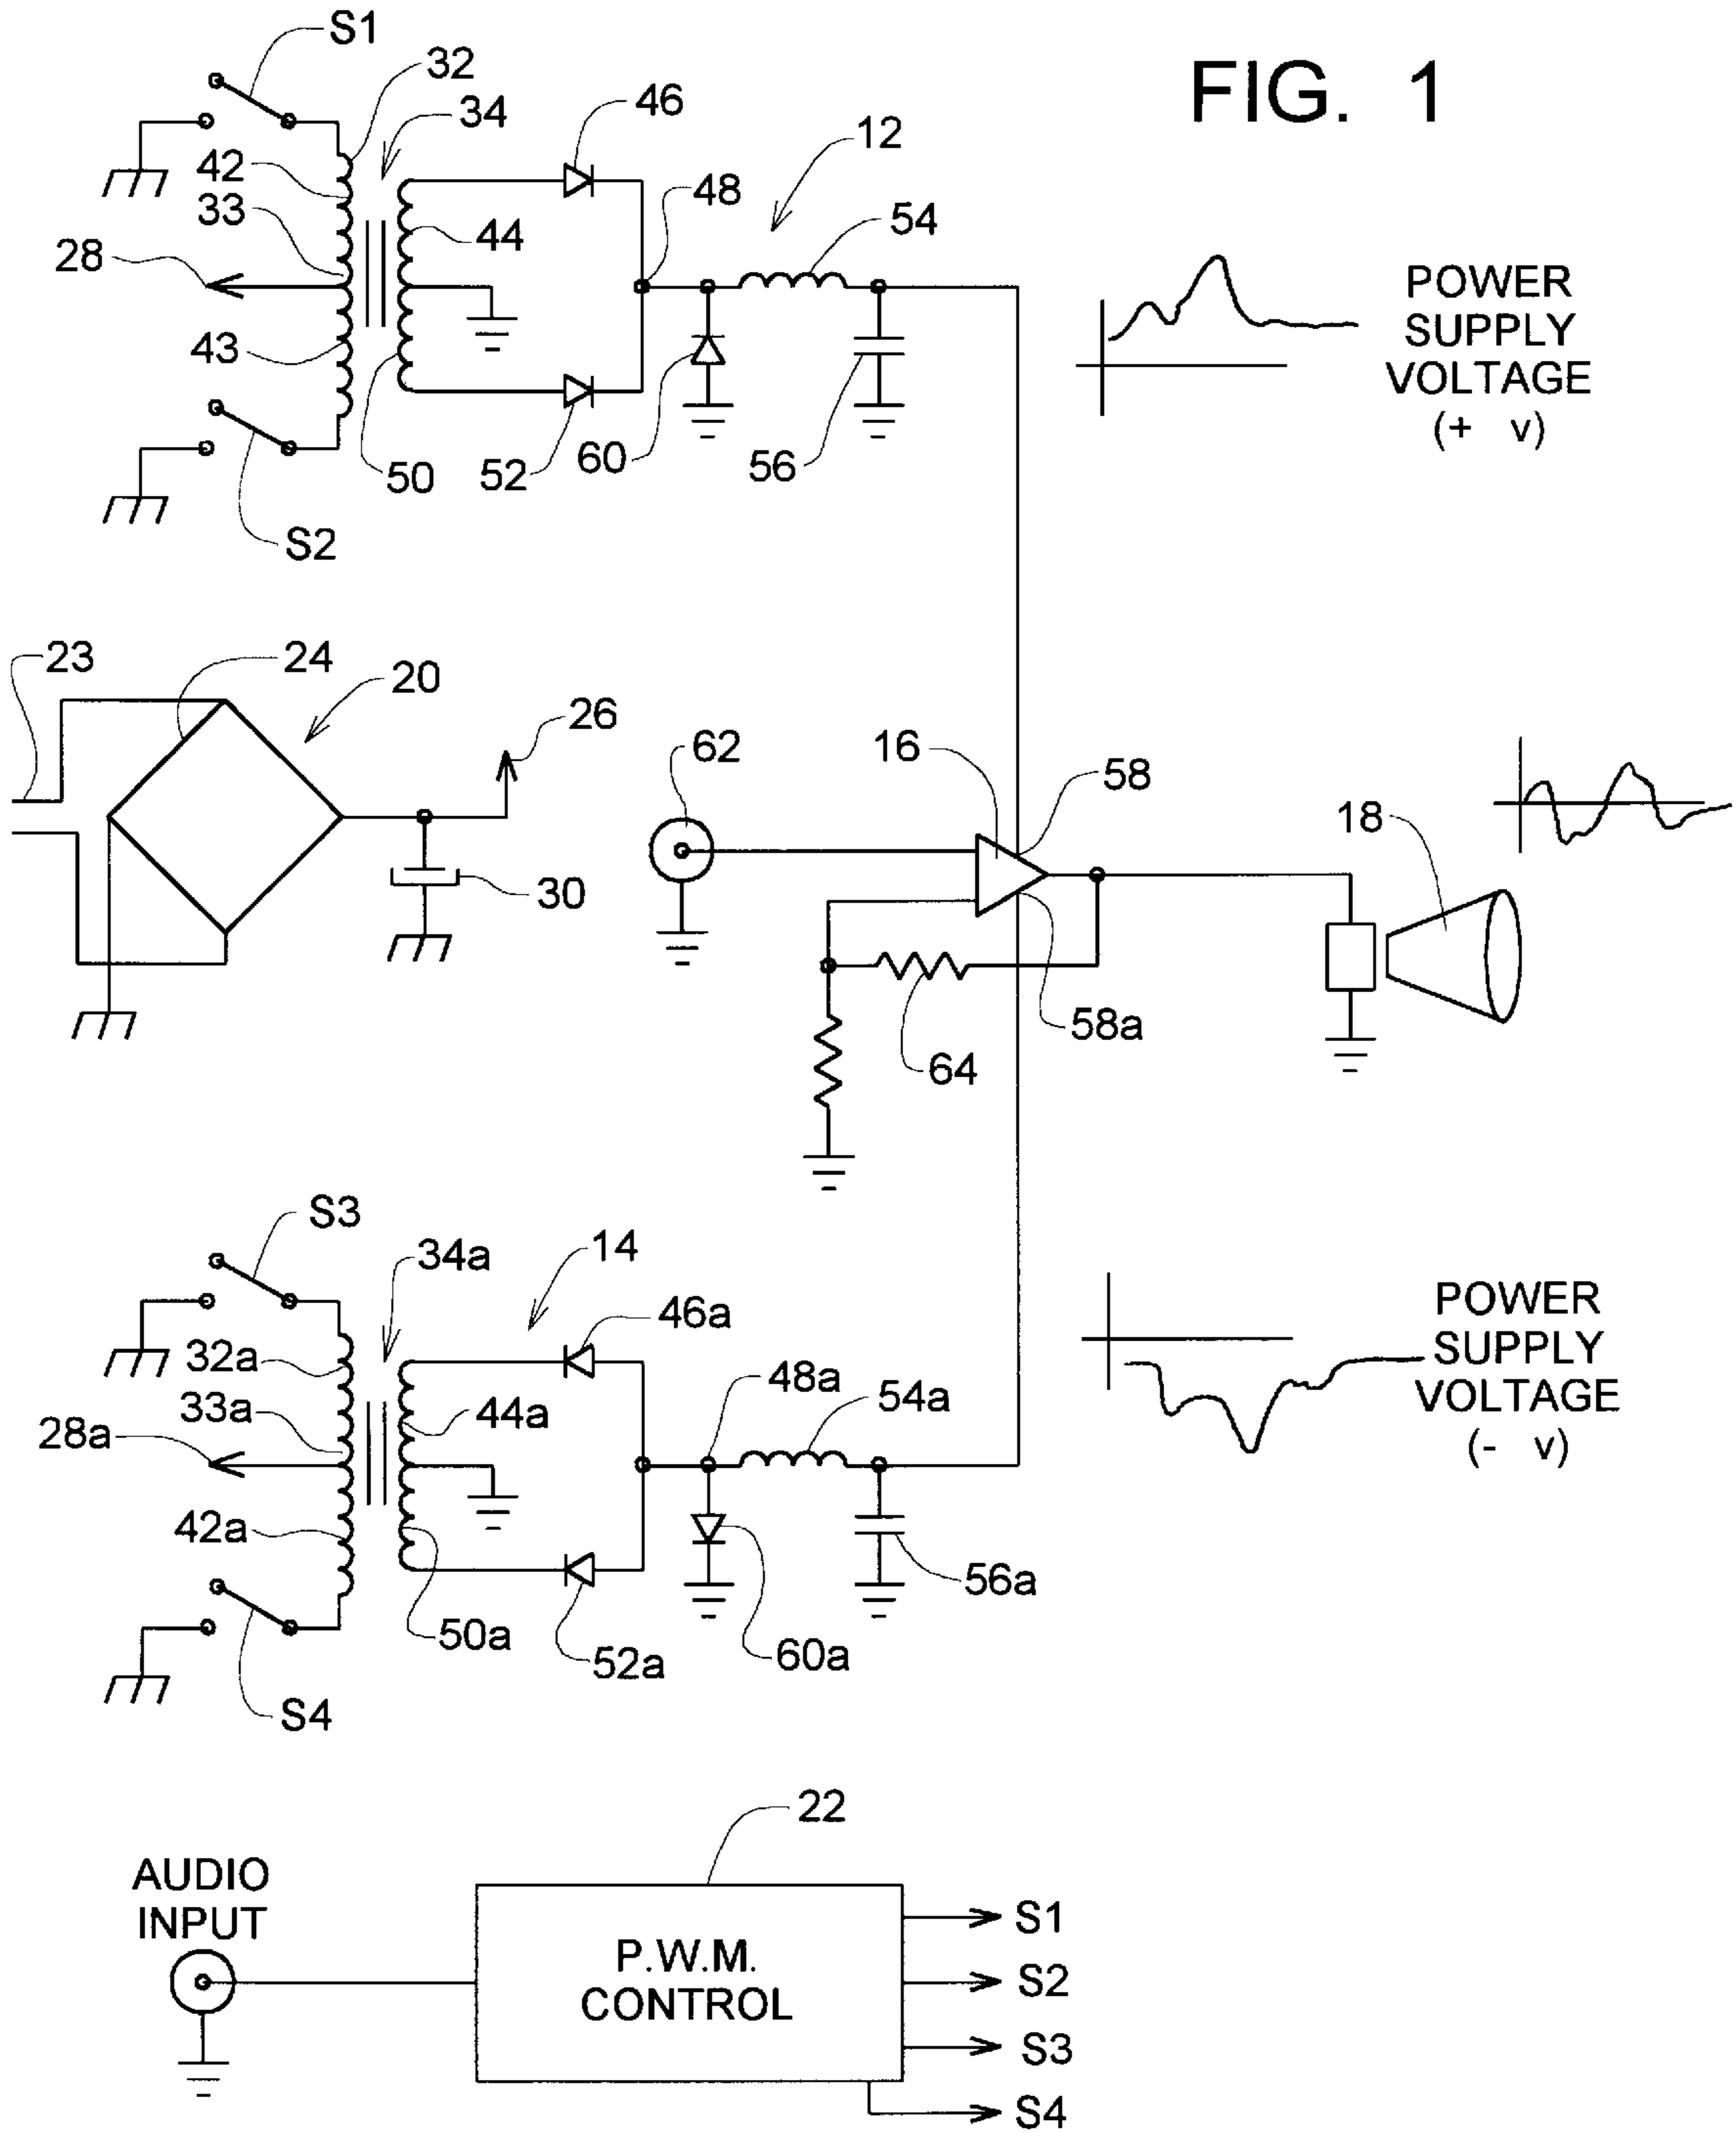 FIG. 1
S1
32
34
46
12
42
48
54
33
44
28
POWER
SUPPLY
VOLTAGE
(+ v)
43
50
52
60
56
S2
23
24
20
26
62
16
58
18
30
58a
64
S3
34a
14
46a
32a
48a
54a
33a
44a
28a
POWER
SUPPLY
VOLTAGE
(- v)
42a
50a
52a
60a
56a
S4
22
AUDIO
INPUT
P.W.M.
CONTROL
S1
S2
S3
S4